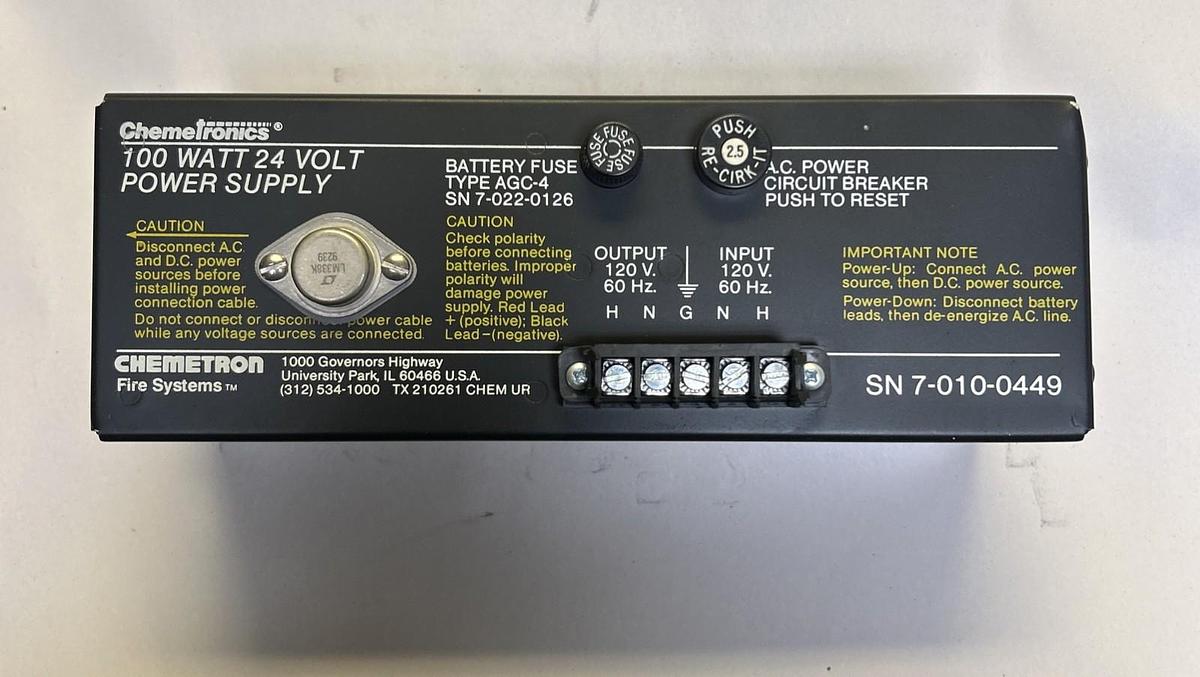 Chemetronics®
100 WATT 24 VOLT
POWER SUPPLY
CAUTION
Disconnect A.C.
and D.C. power
sources before
installing power
connection cable.
Do not connect or disconnect power cable
while any voltage sources are connected.
LM338K
9239
BATTERY FUSE
TYPE AGC-4
SN 7-022-0126
FUSE FUSE FUSE
CAUTION
Check polarity
before connecting
batteries. Improper
polarity will
damage power
supply. Red Lead
+ (positive); Black
Lead-(negative).
PUSH
2.5
RE-CIRK-IT
A.C. POWER
CIRCUIT BREAKER
PUSH TO RESET
OUTPUT
120 V.
60 Hz.
INPUT
120 V.
60 Hz.
H N G N H
IMPORTANT NOTE
Power-Up: Connect A.C. power
source, then D.C. power source.
Power-Down: Disconnect battery
leads, then de-energize A.C. line.
CHEMETRON
Fire Systems™
1000 Governors Highway
University Park, IL 60466 U.S.A.
(312) 534-1000 TX 210261 CHEM UR
SN 7-010-0449